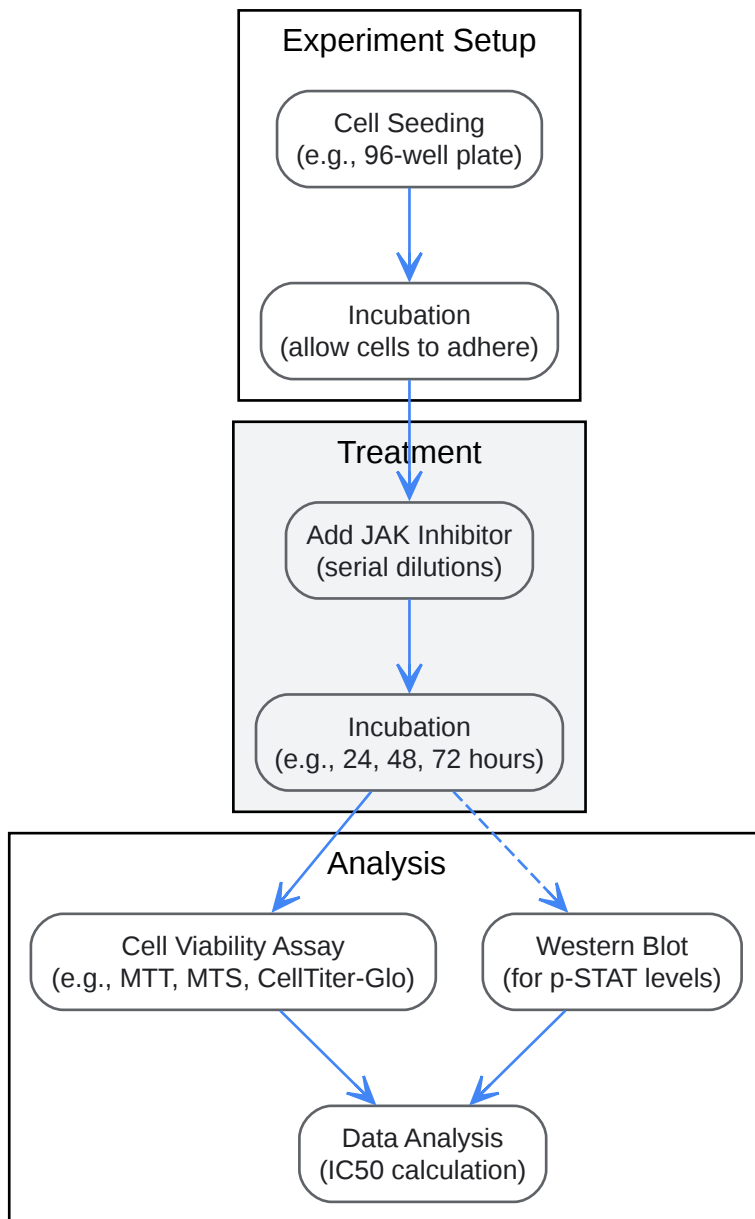 Experiment Setup
Cell Seeding
(e.g., 96-well plate)
Incubation
(allow cells to adhere)
Treatment
Add JAK Inhibitor
(serial dilutions)
Incubation
(e.g., 24, 48, 72 hours)
Analysis
Cell Viability Assay
(e.g., MTT, MTS, CellTiter-Glo)
Western Blot
(for p-STAT levels)
Data Analysis
(IC50 calculation)